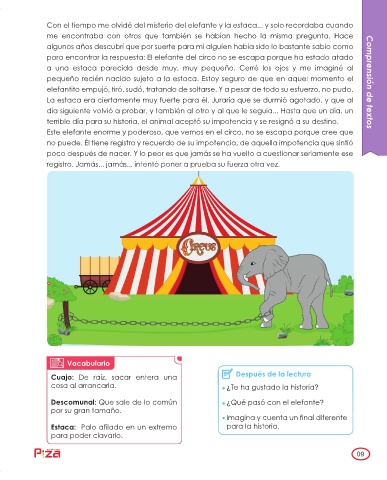 Con el tiempo me olvidé del misterio del elefante y la estaca... y solo recordaba cuando
me encontraba con otros que también se habían hecho la misma pregunta. Hace
algunos años descubrí que por suerte para mí alguien había sido lo bastante sabio como
para encontrar la respuesta: El elefante del circo no se escapa porque ha estado atado
a una estaca parecida desde muy, muy pequeño. Cerré los ojos y me imaginé al
pequeño recién nacido sujeto a la estaca. Estoy seguro de que en aquel momento el
elefantito empujó, tiró, sudó, tratando de soltarse. Y a pesar de todo su esfuerzo, no pudo.
La estaca era ciertamente muy fuerte para él. Juraría que se durmió agotado, y que al
día siguiente volvió a probar, y también al otro y al que le seguía... Hasta que un día, un
terrible día para su historia, el animal aceptó su impotencia y se resignó a su destino.
Este elefante enorme y poderoso, que vemos en el circo, no se escapa porque cree que
no puede. Él tiene registro y recuerdo de su impotencia, de aquella impotencia que sintió
poco después de nacer. Y lo peor es que jamás se ha vuelto a cuestionar seriamente ese
registro. Jamás... jamás... intentó poner a prueba su fuerza otra vez.
Comprensión de textos
Circus
Vocabulario
Cuajo: De raíz, sacar entera una
cosa al arrancarla.
Descomunal: Que sale de lo común
por su gran tamaño.
Estaca: Palo afilado en un extremo
para poder clavarlo.
Después de la lectura
¿Te ha gustado la historia?
¿Qué pasó con el elefante?
Imagina y cuenta un final diferente
para la historia.
09